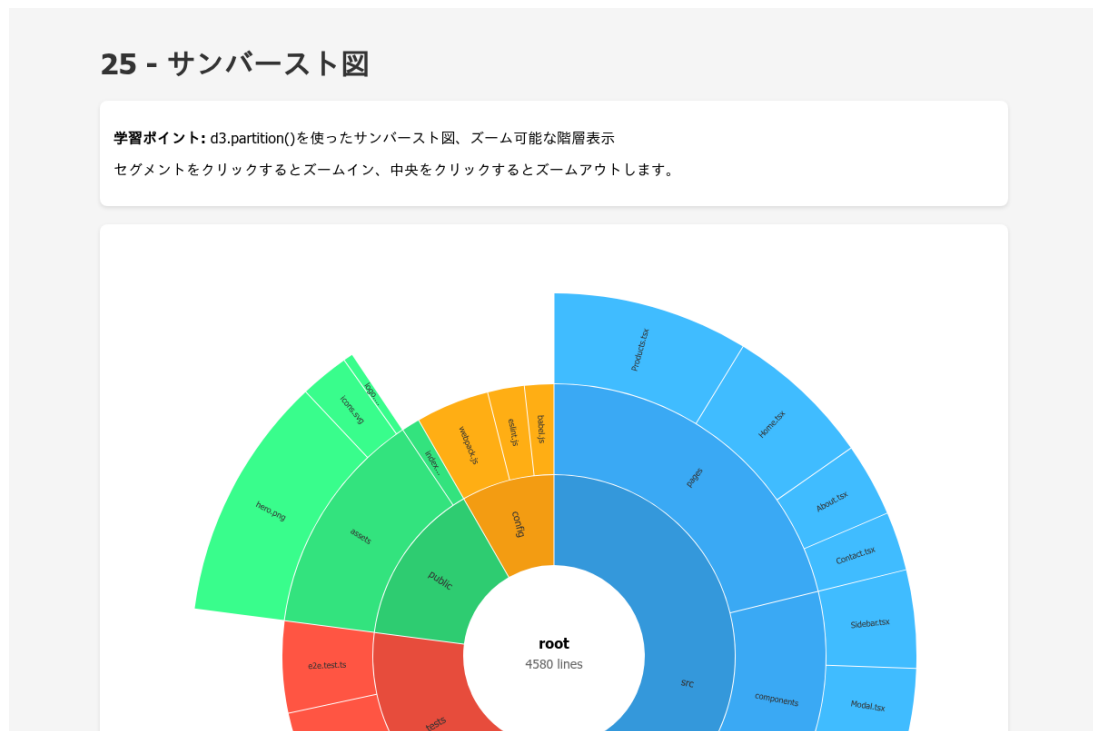 25 - サンバースト図
学習ポイント: d3.partition()を使ったサンバースト図、ズーム可能な階層表示
セグメントをクリックするとズームイン、中央をクリックするとズームアウトします。
Products.tsx
Home.tsx
About.tsx
Contact.tsx
Sidebar.tsx
Modal.tsx
pages
components
src
babel.js
eslint.js
webpack.js
config
index...
logo...
icons.svg
hero.png
assets
public
e2e.test.ts
tests
root
4580 lines